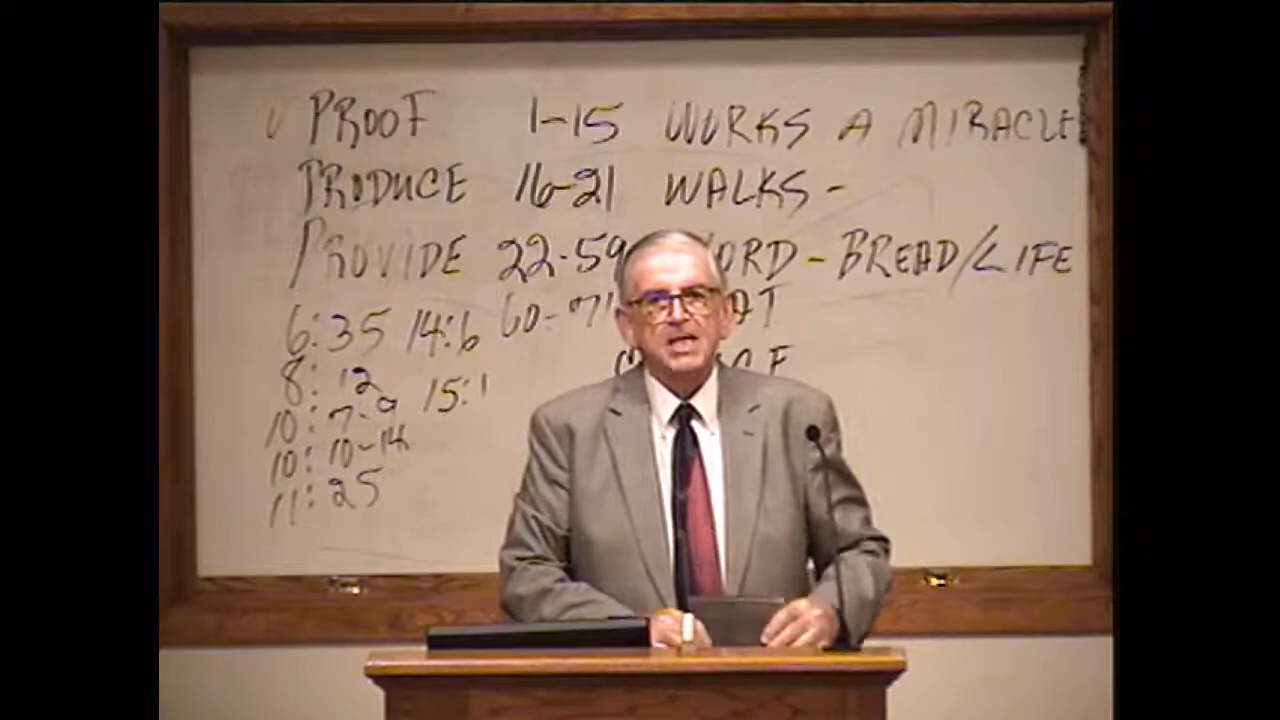 PROOF 1-15 WORKS A MIRACLE
PRODUCE 16-21 WALKS -
PROVIDE 22-59 WORD - BREAD/LIFE
60-71
6:35 14:6
8:12 15:1
10:7-9
10:10-14
11:25